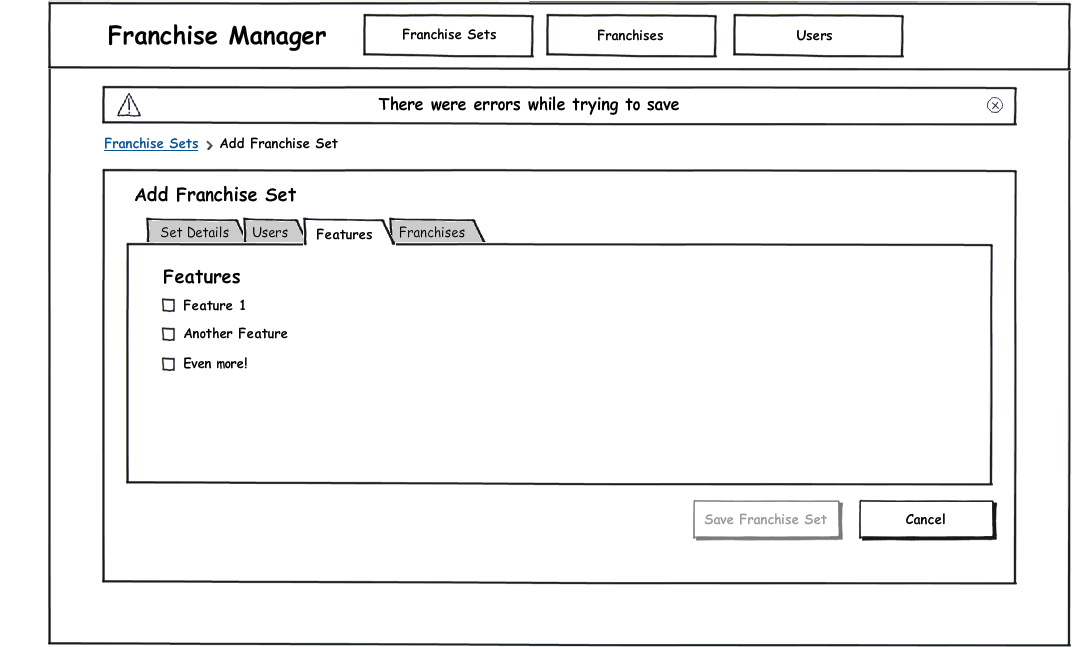 Franchise Manager
Franchise Sets
Franchises
Users
There were errors while trying to save
Franchise Sets > Add Franchise Set
Add Franchise Set
Set Details
Users
Features
Franchises
Features
Feature 1
Another Feature
Even more!
Save Franchise Set
Cancel